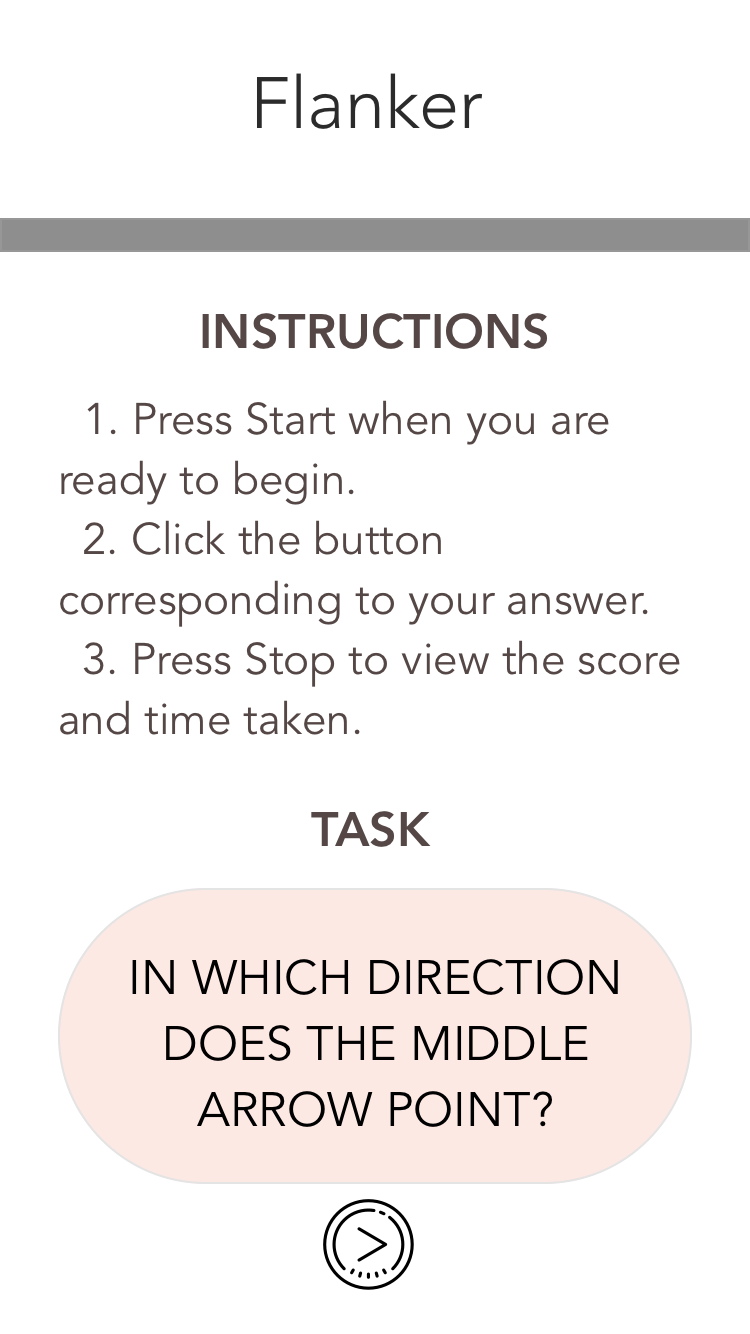 Flanker
INSTRUCTIONS
1. Press Start when you are
ready to begin.
2. Click the button
corresponding to your answer.
3. Press Stop to view the score
and time taken.
TASK
IN WHICH DIRECTION
DOES THE MIDDLE
ARROW POINT?